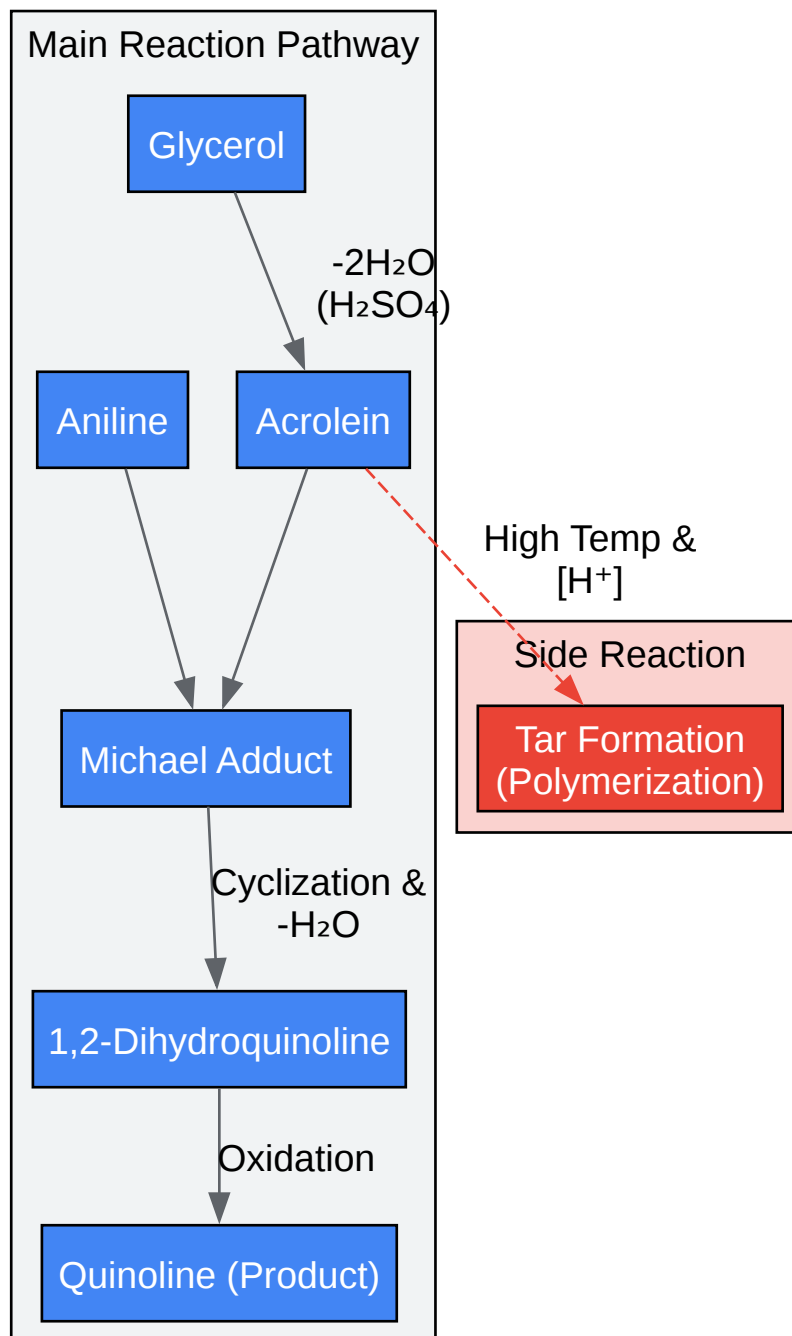 Main Reaction Pathway
Glycerol
-2H₂O
(H₂SO₄)
Aniline
Acrolein
High Temp &
[H⁺]
Side Reaction
Tar Formation
(Polymerization)
Michael Adduct
Cyclization &
-H₂O
1,2-Dihydroquinoline
Oxidation
Quinoline (Product)